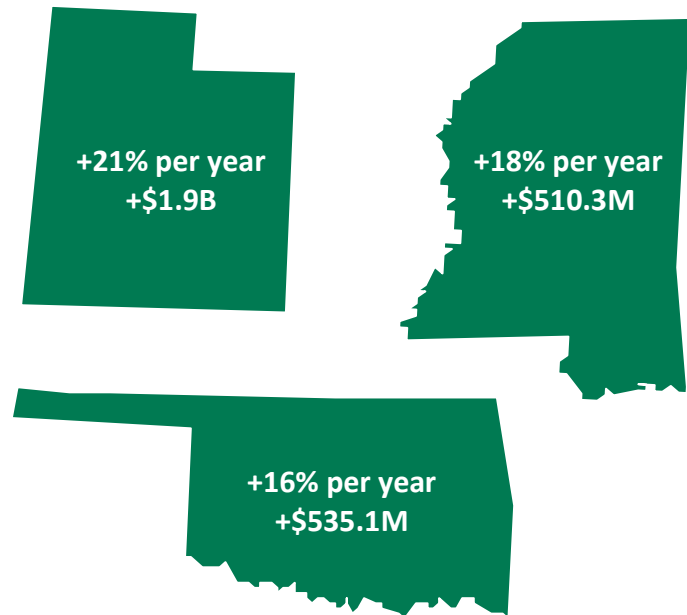 +21% per year
+$1.9B
+18% per year
+$510.3M
+16% per year
+$535.1M